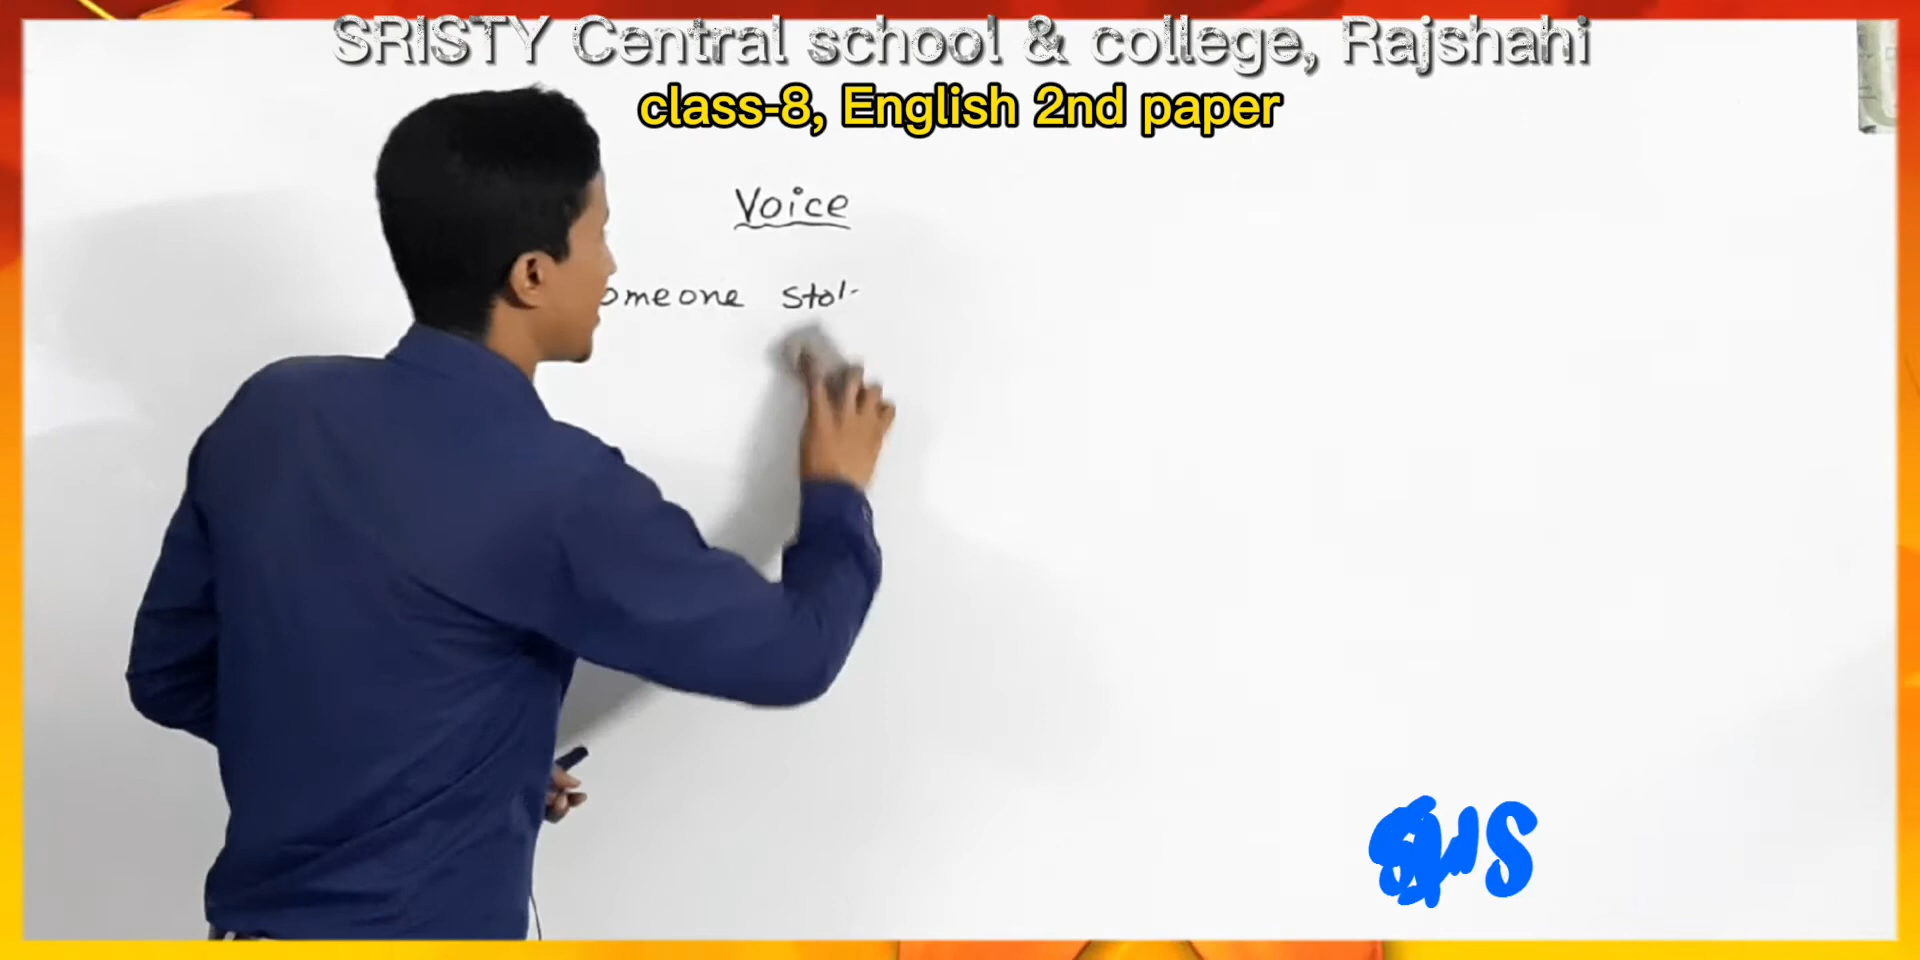 SRISTY Central school & college, Rajshahi
class-8, English 2nd paper
Voice
omeone stol